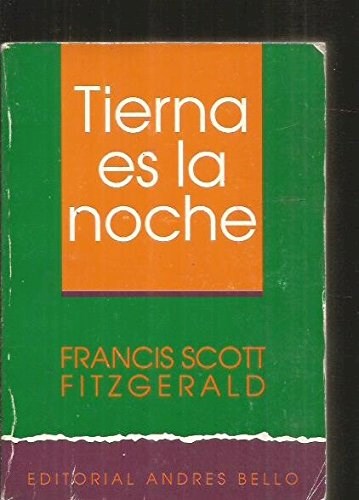 Tierna
es la
noche
FRANCIS SCOTT
FITZGERALD
EDITORIAL ANDRES BELLO